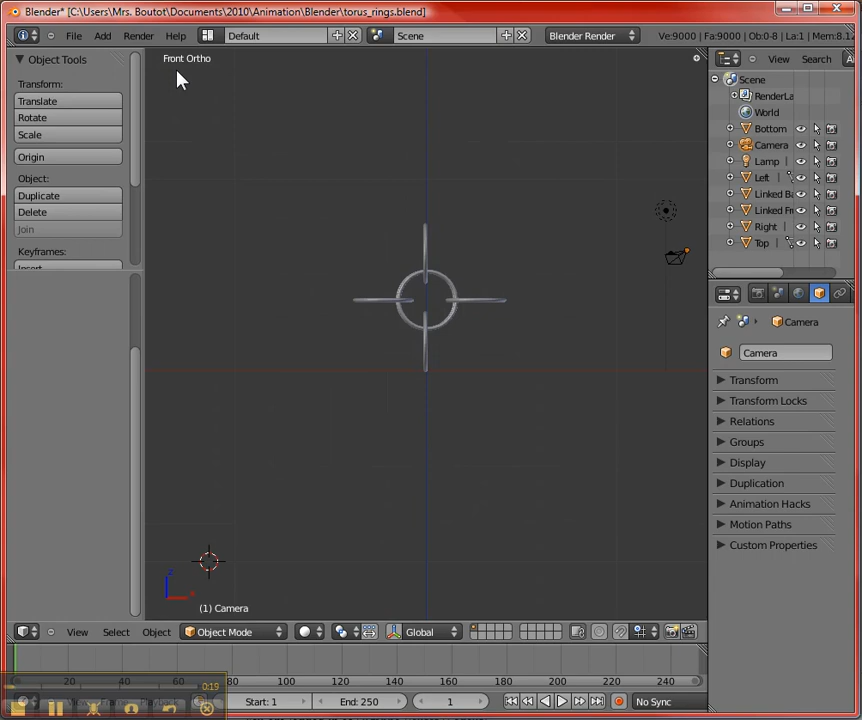 Blender* [C:\Users\Mrs. Boutot\Documents\2010\Animation\Blender\torus_rings.blend]
File Add Render Help Default Scene Blender Render Ve:9000 | Fa:9000 | Ob:0-8 | La:1 | Mem:8.1
Object Tools
Front Ortho
View Search
Transform:
Translate
Rotate
Scale
Origin
Object:
Duplicate
Delete
Join
Keyframes:
Insert
Scene
RenderLa
World
Bottom
Camera
Lamp
Left
Linked Ba
Linked Fr
Right
Top
Camera
Camera
Transform
Transform Locks
Relations
Groups
Display
Duplication
Animation Hacks
Motion Paths
Custom Properties
z
x
(1) Camera
View Select Object Object Mode Global
20 40 60 80 100 120 140 160 180 200 220 240
0:19
Start: 1 End: 250 1 No Sync